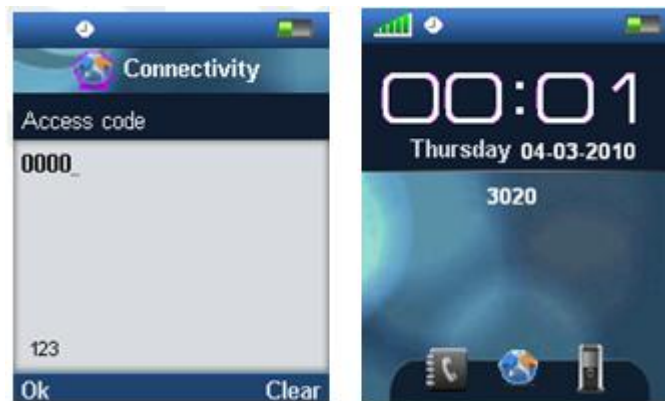 Connectivity
Access code
0000_
123
Ok Clear
00:01
Thursday 04-03-2010
3020